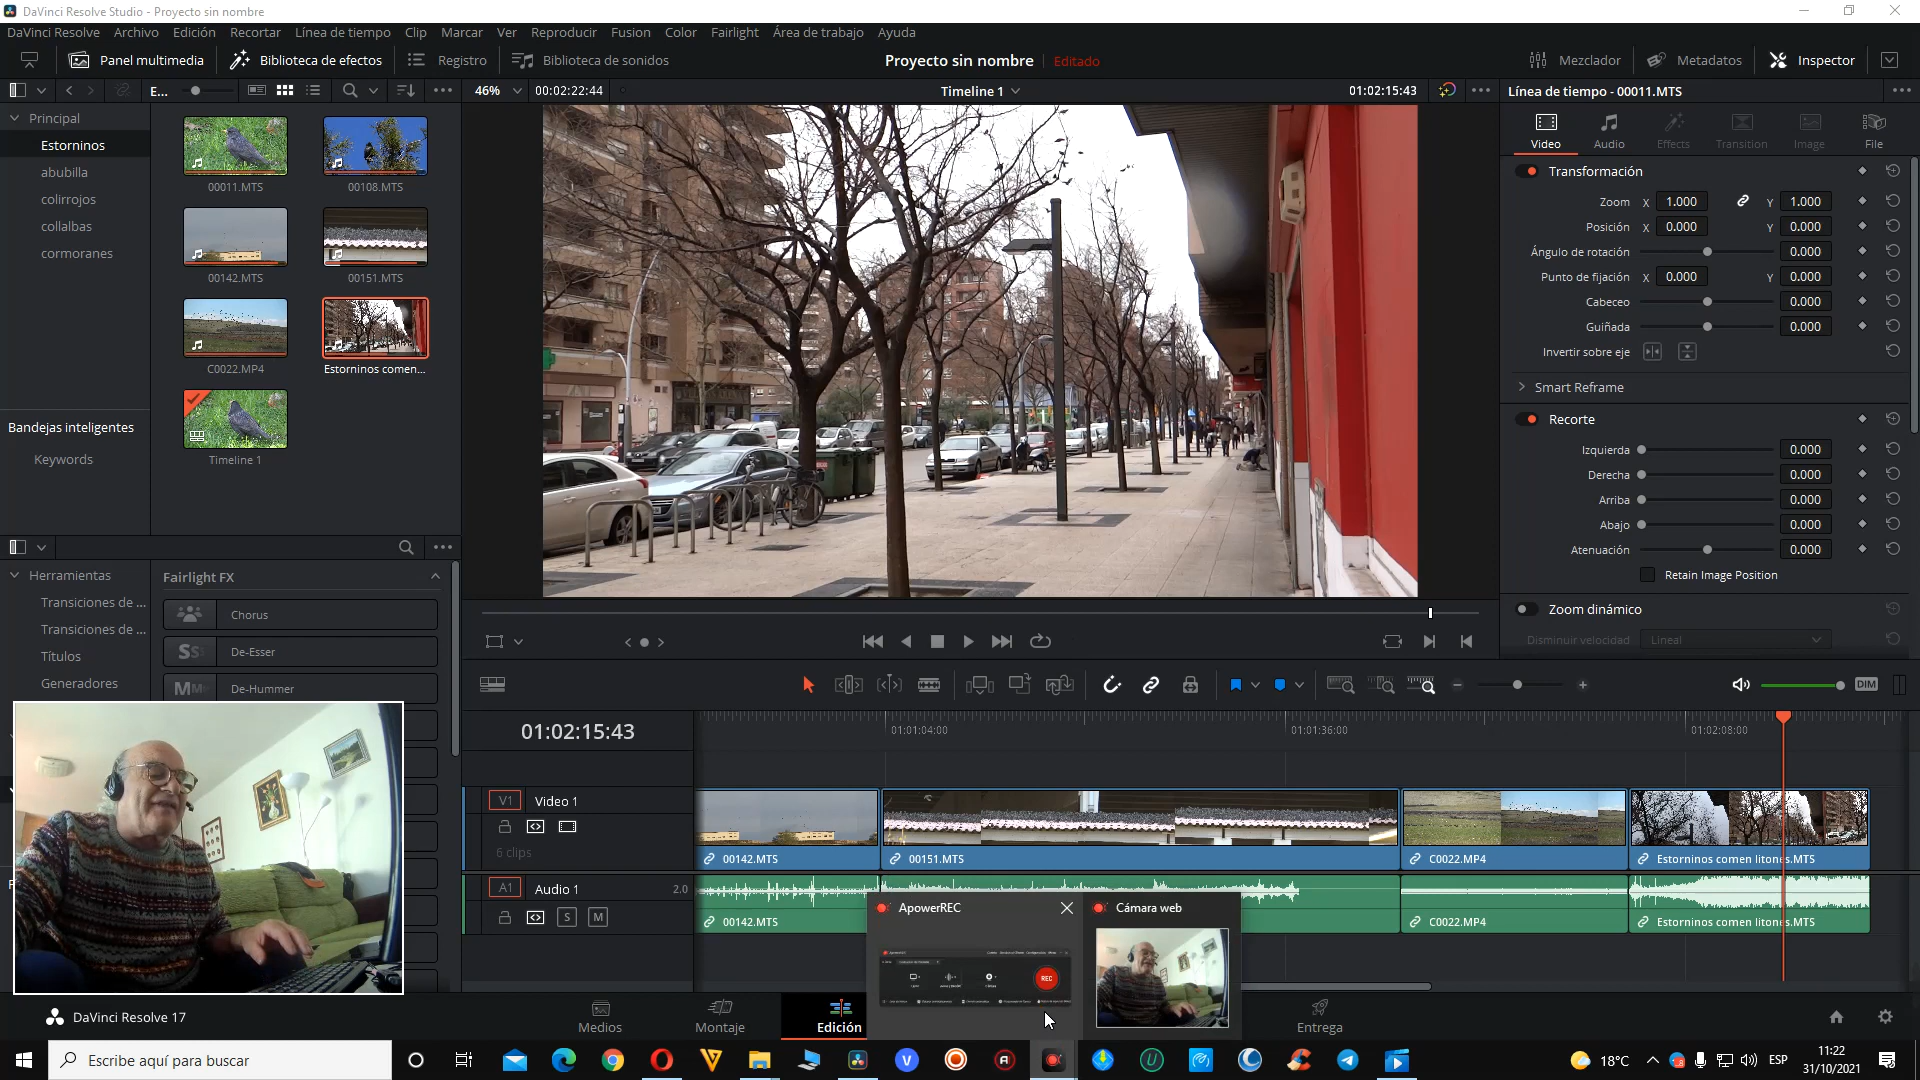 DaVinci Resolve Studio - Proyecto sin nombre
DaVinci Resolve Archivo Edición Recortar Línea de tiempo Clip Marcar Ver Reproducir Fusion Color Fairlight Área de trabajo Ayuda
Panel multimedia Biblioteca de efectos Registro Biblioteca de sonidos Proyecto sin nombre Editado Mezclador Metadatos Inspector
E... 46% 00:02:22:44 Timeline 1 01:02:15:43 Línea de tiempo - 00011.MTS
Principal
Estorninos
abubilla
colirrojos
collalbas
cormoranes
Bandejas inteligentes
Keywords
00011.MTS 00108.MTS
00142.MTS 00151.MTS
C0022.MP4 Estorninos comen...
Timeline 1
Video Audio Effects Transition Image File
Transformación
Zoom X 1.000 Y 1.000
Posición X 0.000 Y 0.000
Ángulo de rotación 0.000
Punto de fijación X 0.000 Y 0.000
Cabeceo 0.000
Guiñada 0.000
Invertir sobre eje
Smart Reframe
Recorte
Izquierda 0.000
Derecha 0.000
Arriba 0.000
Abajo 0.000
Atenuación 0.000
Retain Image Position
Zoom dinámico
Disminuir velocidad Lineal
Herramientas
Transiciones de ...
Transiciones de ...
Títulos
Generadores
Fairlight FX
Chorus
De-Esser
De-Hummer
DIM
01:02:15:43 01:01:04:00 01:01:36:00 01:02:08:00
V1 Video 1
6 clips
00142.MTS 00151.MTS C0022.MP4 Estorninos comen litones.MTS
A1 Audio 1 2.0
S M
00142.MTS C0022.MP4 Estorninos comen litones.MTS
ApowerREC Cámara web
REC
DaVinci Resolve 17 Medios Montaje Edición Entrega
Escribe aquí para buscar 18°C ESP 11:22
31/10/2021